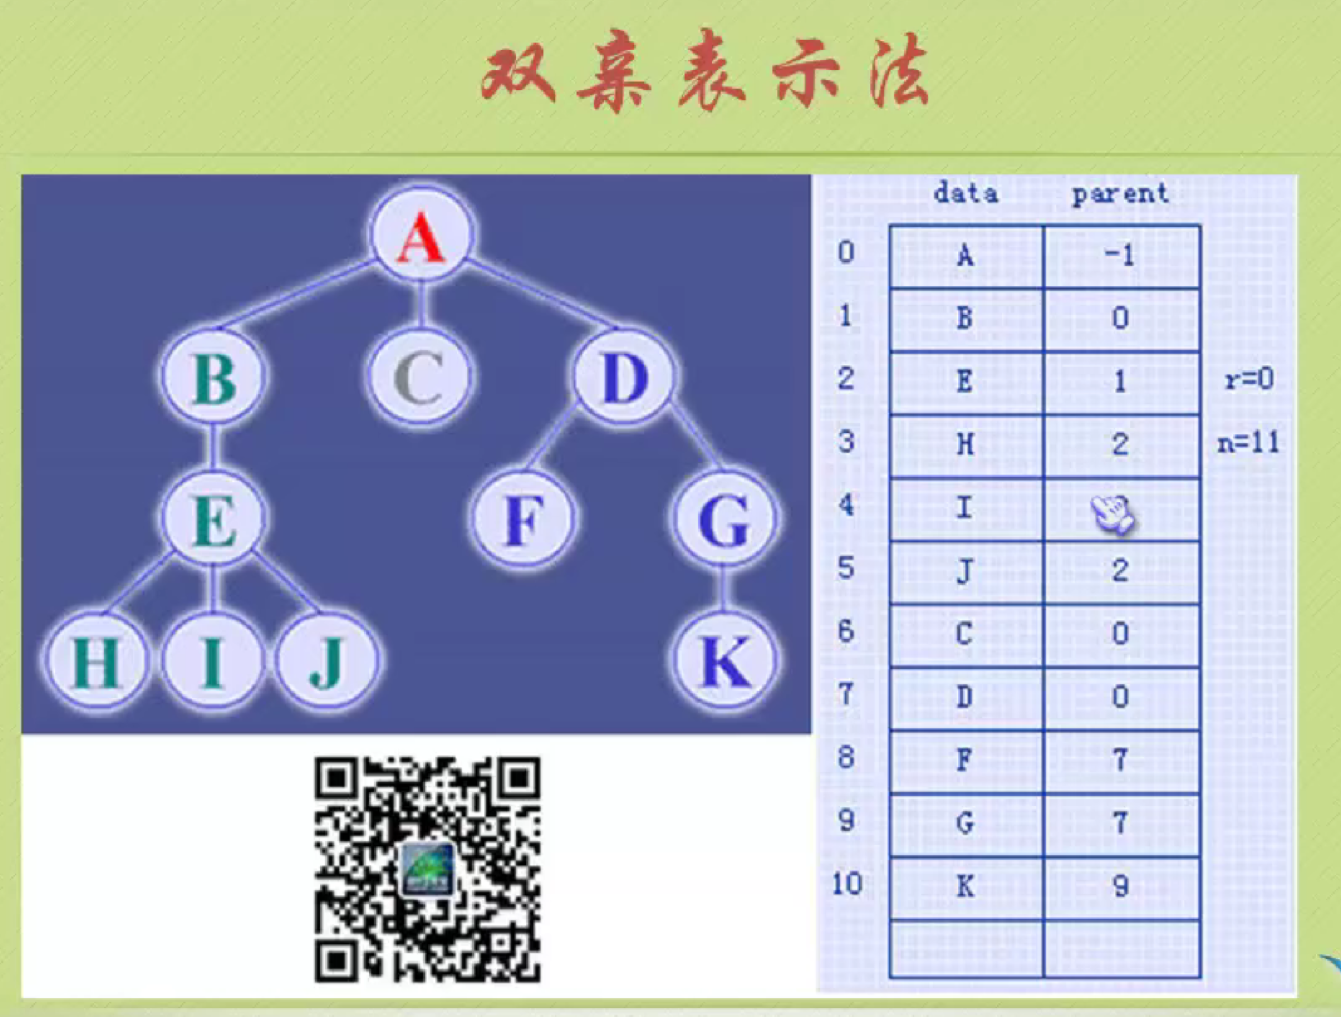 双亲表示法
A
B C D
E F G
H I J K
data parent
0 A -1
1 B 0
2 E 1 r=0
3 H 2 n=11
4 I
5 J 2
6 C 0
7 D 0
8 F 7
9 G 7
10 K 9